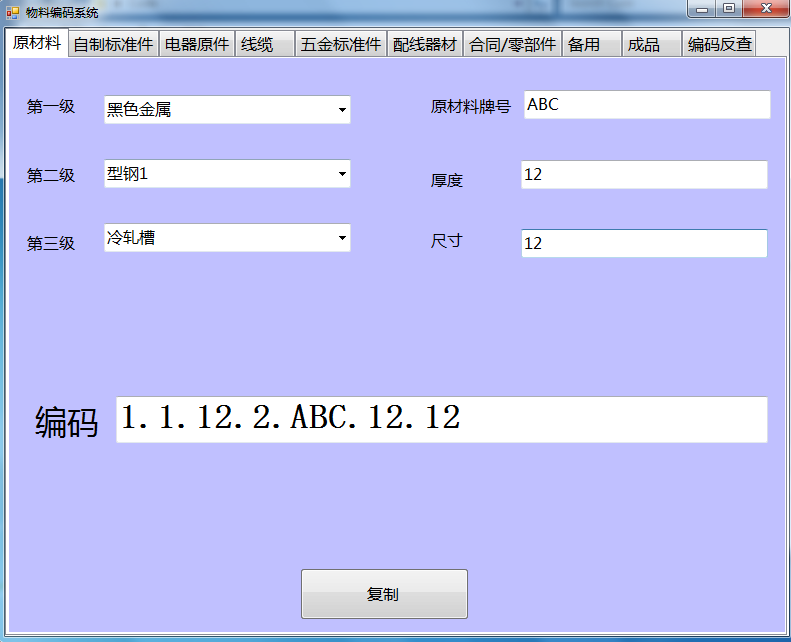 物料编码系统
原材料 自制标准件 电器原件 线缆 五金标准件 配线器材 合同/零部件 备用 成品 编码反查
第一级 黑色金属 原材料牌号 ABC
第二级 型钢1 厚度 12
第三级 冷轧槽 尺寸 12
编码 1.1.12.2.ABC.12.12
复制